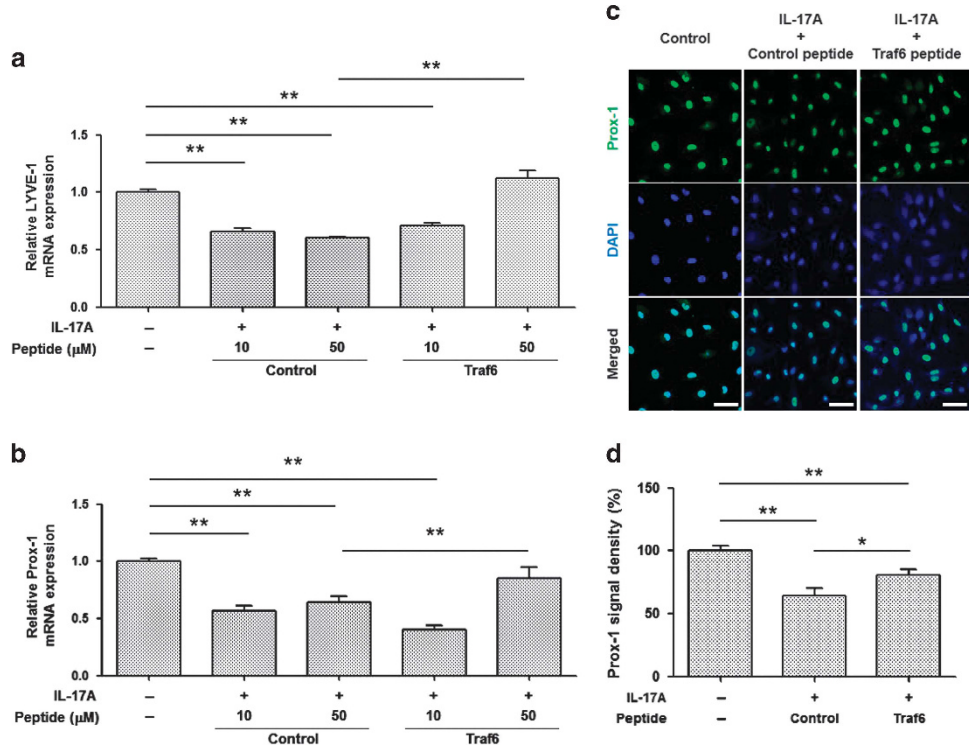 a
**
**
**
**
Relative LYVE-1
mRNA expression
1.5
1.0
0.5
0.0
IL-17A – + + + +
Peptide (μM) – 10 50 10 50
Control Traf6
b
**
**
**
**
Relative Prox-1
mRNA expression
1.5
1.0
0.5
0.0
IL-17A – + + + +
Peptide (μM) – 10 50 10 50
Control Traf6
c
Control
IL-17A
+
Control peptide
IL-17A
+
Traf6 peptide
Prox-1
DAPI
Merged
d
**
**
*
Prox-1 signal density (%)
150
100
50
0
IL-17A – + +
Peptide – Control Traf6